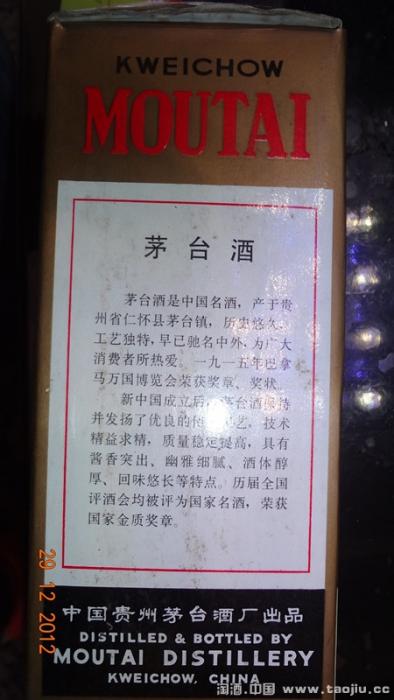 KWEICHOW
MOUTAI
茅台酒
茅台酒是中国名酒，产于贵
州省仁怀县茅台镇，历史悠久，
工艺独特，早已驰名中外，为广大
消费者所热爱。一九一五年巴拿
马万国博览会荣获奖章、奖状。
新中国成立后，茅台酒保持
并发扬了优良的传统工艺，技术
精益求精，质量稳定提高，具有
酱香突出、幽雅细腻、酒体醇
厚、回味悠长等特点。历届全国
评酒会均被评为国家名酒，荣获
国家金质奖章。
中国贵州茅台酒厂出品
DISTILLED & BOTTLED BY
MOUTAI DISTILLERY
KWEICHOW, CHINA
29 12 2012
淘酒.中国 www.taojiu.cc